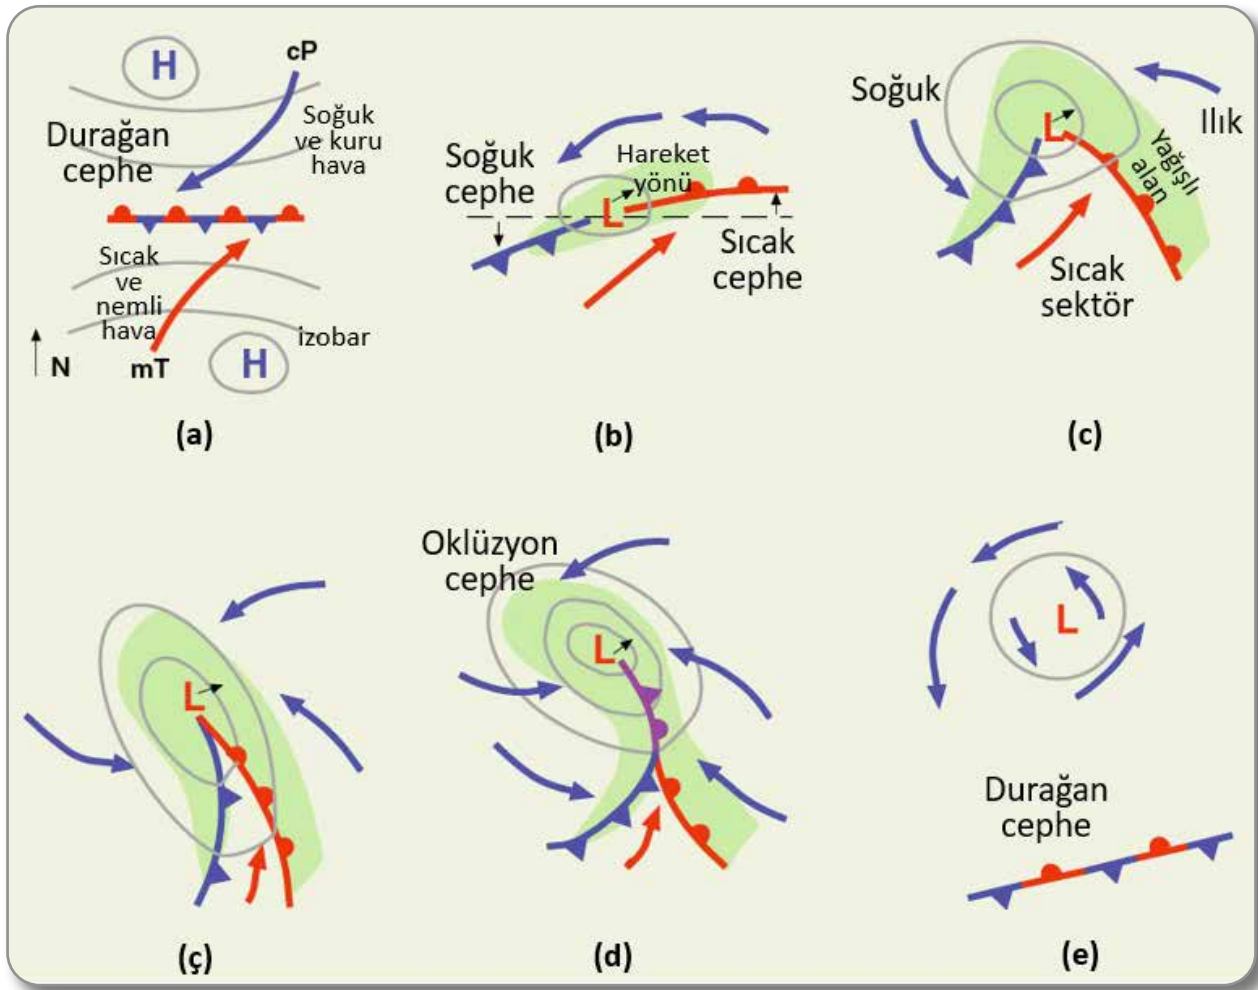 H
cP
Durağan
cephe
Soğuk
ve kuru
hava
Sıcak
ve
nemli
hava
izobar
N
mT
H
(a)
Soğuk
cephe
Hareket
yönü
L
Sıcak
cephe
(b)
Soğuk
L
Ilık
Yağışlı
alan
Sıcak
sektör
(c)
L
(ç)
Oklüzyon
cephe
L
(d)
L
Durağan
cephe
(e)